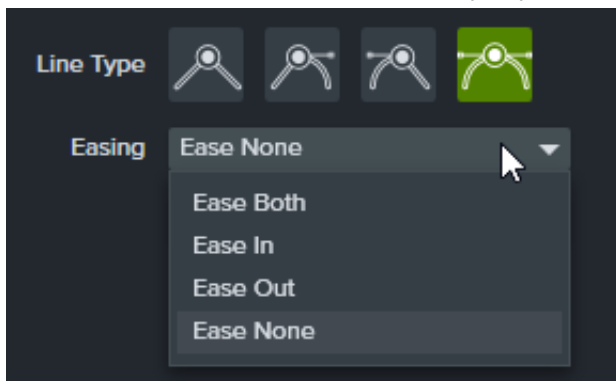 Line Type
Easing Ease None
Ease Both
Ease In
Ease Out
Ease None